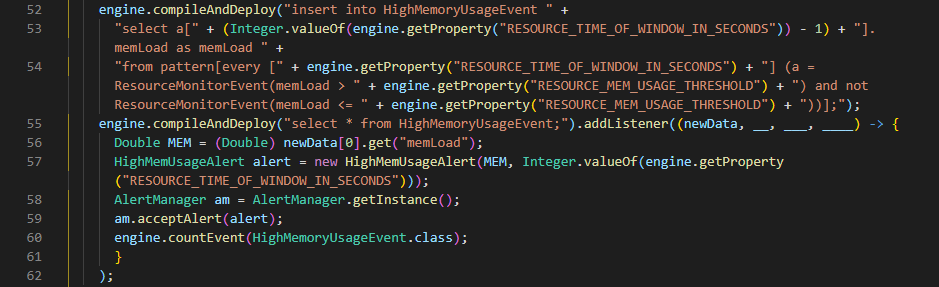 52 engine.compileAndDeploy("insert into HighMemoryUsageEvent " +
53 "select a[" + (Integer.valueOf(engine.getProperty("RESOURCE_TIME_OF_WINDOW_IN_SECONDS")) - 1) + "].
memLoad as memLoad " +
54 "from pattern[every [" + engine.getProperty("RESOURCE_TIME_OF_WINDOW_IN_SECONDS") + "] (a =
ResourceMonitorEvent(memLoad > " + engine.getProperty("RESOURCE_MEM_USAGE_THRESHOLD") + ") and not
ResourceMonitorEvent(memLoad <= " + engine.getProperty("RESOURCE_MEM_USAGE_THRESHOLD") + "))];");
55 engine.compileAndDeploy("select * from HighMemoryUsageEvent;").addListener((newData, __, ___, ____) -> {
56 Double MEM = (Double) newData[0].get("memLoad");
57 HighMemUsageAlert alert = new HighMemUsageAlert(MEM, Integer.valueOf(engine.getProperty
("RESOURCE_TIME_OF_WINDOW_IN_SECONDS")));
58 AlertManager am = AlertManager.getInstance();
59 am.acceptAlert(alert);
60 engine.countEvent(HighMemoryUsageEvent.class);
61 }
62 );